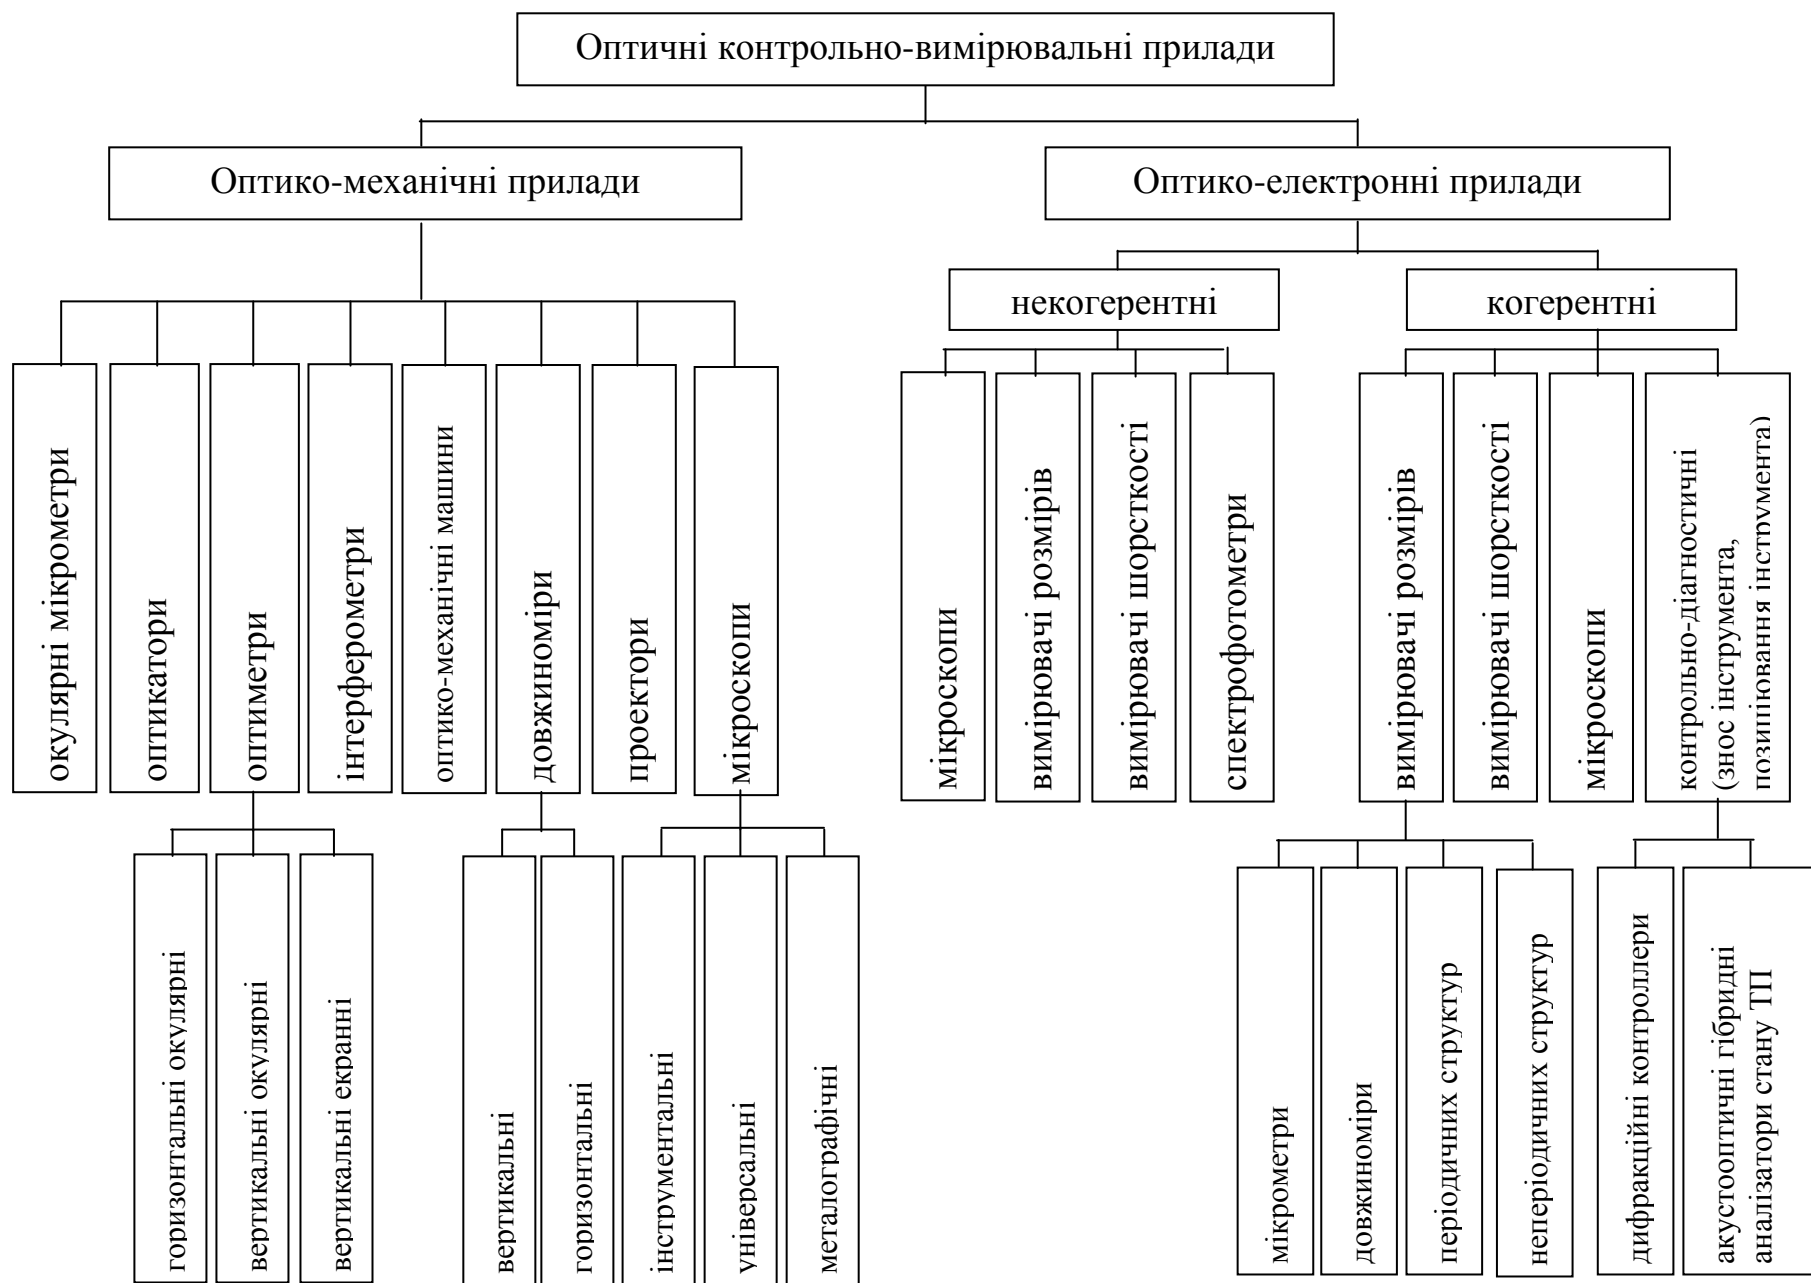 Оптичні контрольно-вимірювальні прилади
Оптико-механічні прилади
Оптико-електронні прилади
некогерентні
когерентні
окулярні мікрометри
оптикатори
оптиметри
інтерферометри
оптико-механічні машини
довжиноміри
проектори
мікроскопи
мікроскопи
вимірювачі розмірів
вимірювачі шорсткості
спектрофотометри
вимірювачі розмірів
вимірювачі шорсткості
мікроскопи
контрольно-діагностичні
(знос інструмента,
позиціювання інструмента)
горизонтальні окулярні
вертикальні окулярні
вертикальні екранні
вертикальні
горизонтальні
інструментальні
універсальні
металографічні
мікрометри
довжиноміри
періодичних структур
неперіодичних структур
дифракційні контроллери
акустооптичні гібридні
аналізатори стану ТП